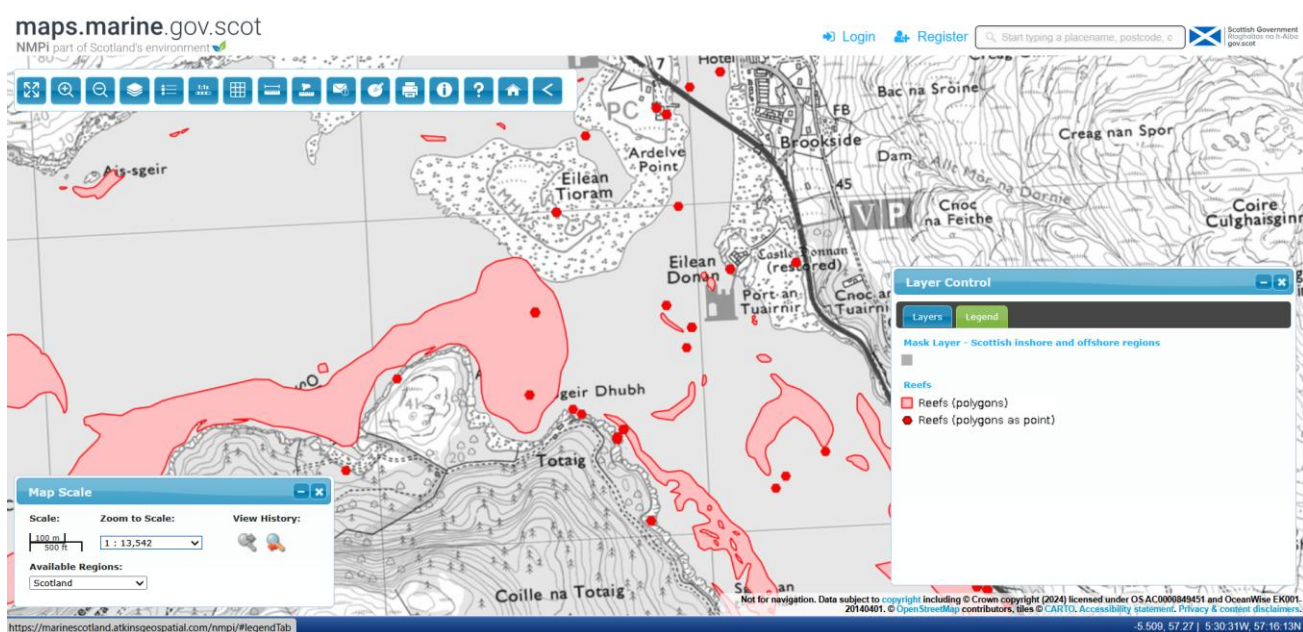 maps.marine.gov.scot
NMPi part of Scotland's environment
Login
Register
Start typing a placename, postcode, c
Scottish Government
Riaghaltas na h-Alba
gov.scot
Hotel
7
Bac na Sròine
PC
FB
Creag nan Spor
Brookside
Ais-sgeir
Ardelve
Point
Dam
Allt Mòr na Dornie
Eilean
Tioram
45
Cnoc
na Feithe
Coire
Culghaisginn
V P
Eilean
Donan
Castle Donnan
(restored)
Port an
Tuairnir
Cnoc an
Tuairni
geir Dhubh
Totaig
Coille na Totaig
Layer Control
Layers
Legend
Mask Layer - Scottish inshore and offshore regions
Reefs
Reefs (polygons)
Reefs (polygons as point)
Map Scale
Scale:
Zoom to Scale:
View History:
100 m
500 ft
1 : 13,542
Available Regions:
Scotland
Not for navigation. Data subject to copyright including © Crown copyright (2024) licensed under OS AC0000849451 and OceanWise EK001-
20140401. © OpenStreetMap contributors, tiles © CARTO. Accessibility statement. Privacy & content disclaimers.
https://marinescotland.atkinsgeospatial.com/nmpi/#legendTab
-5.509, 57.27 | 5:30:31W, 57:16:13N